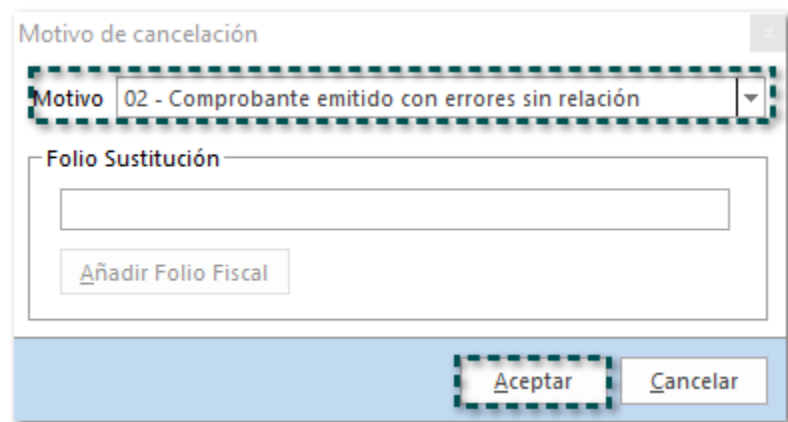 Motivo de cancelación
x
Motivo 02 - Comprobante emitido con errores sin relación
Folio Sustitución
Añadir Folio Fiscal
Aceptar Cancelar